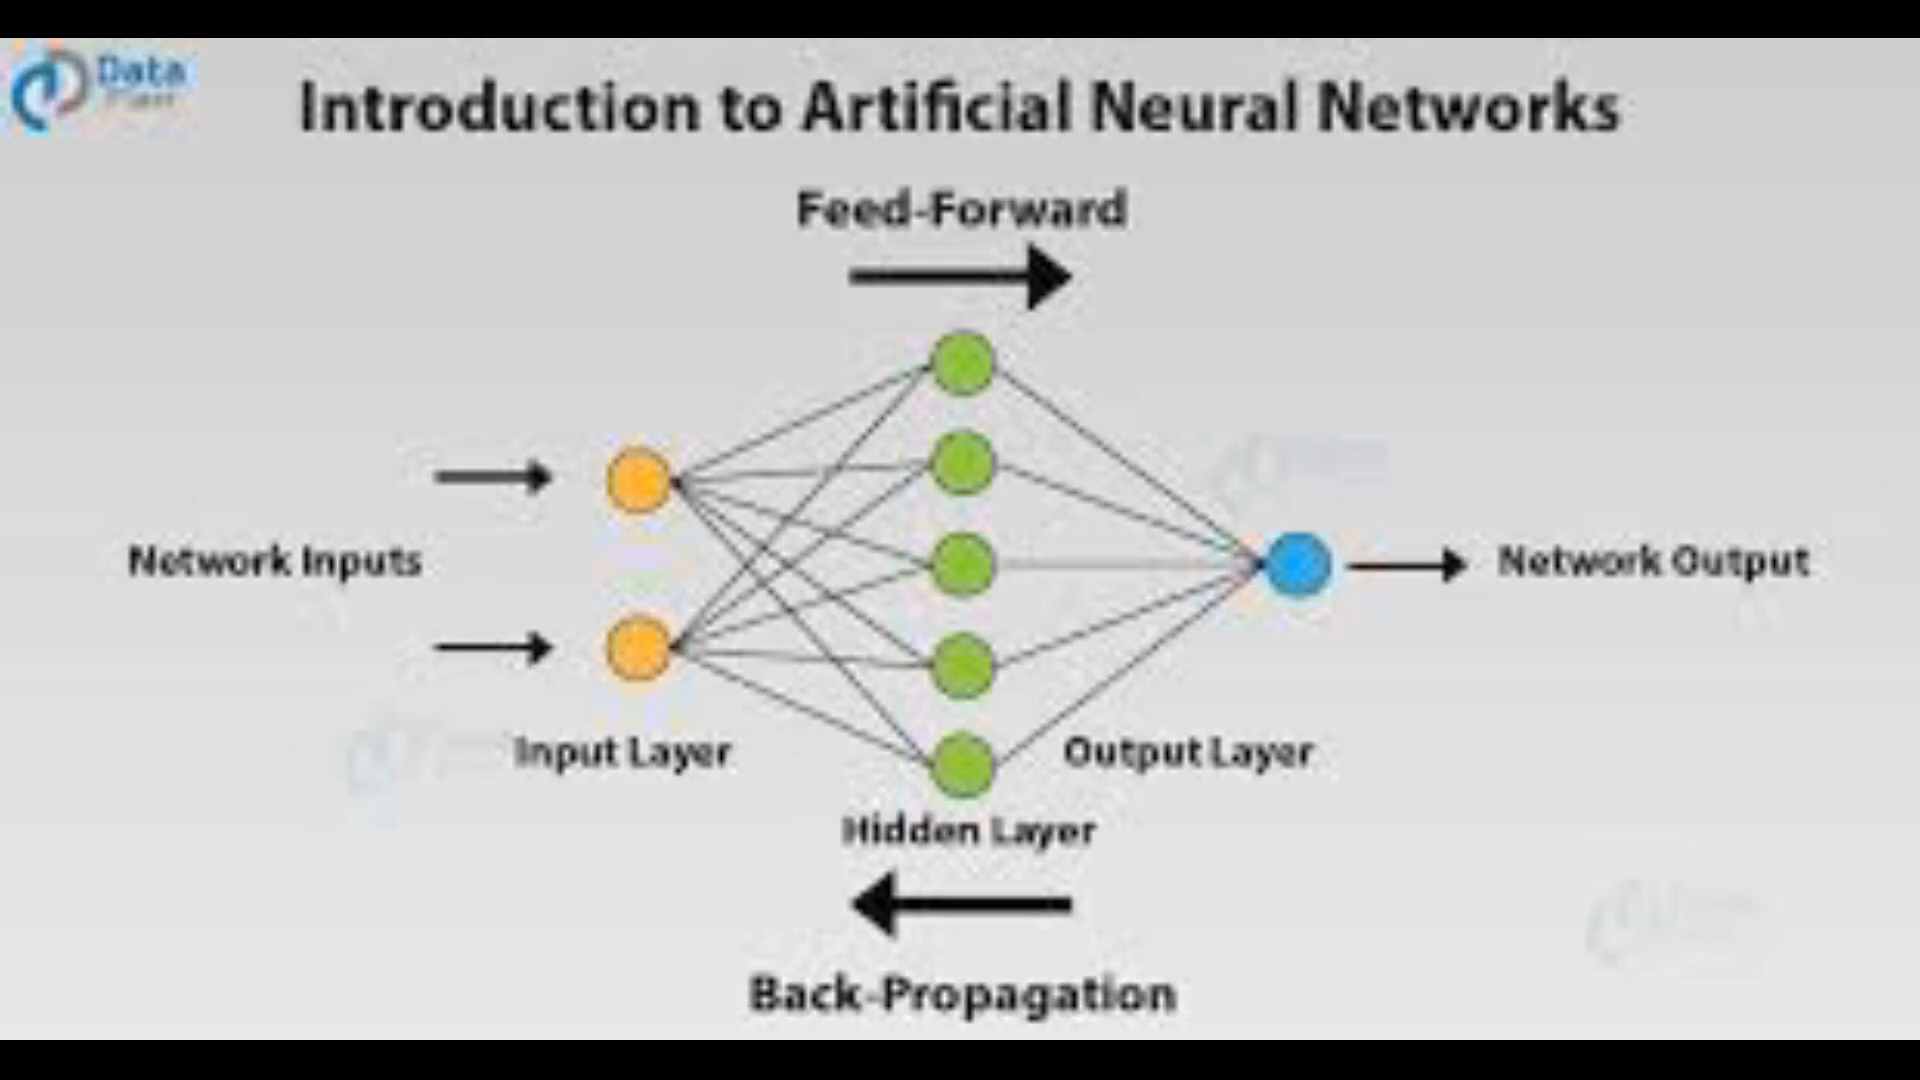 Data
Introduction to Artificial Neural Networks
Feed-Forward
Network Inputs
Network Output
Input Layer
Output Layer
Hidden Layer
Back-Propagation